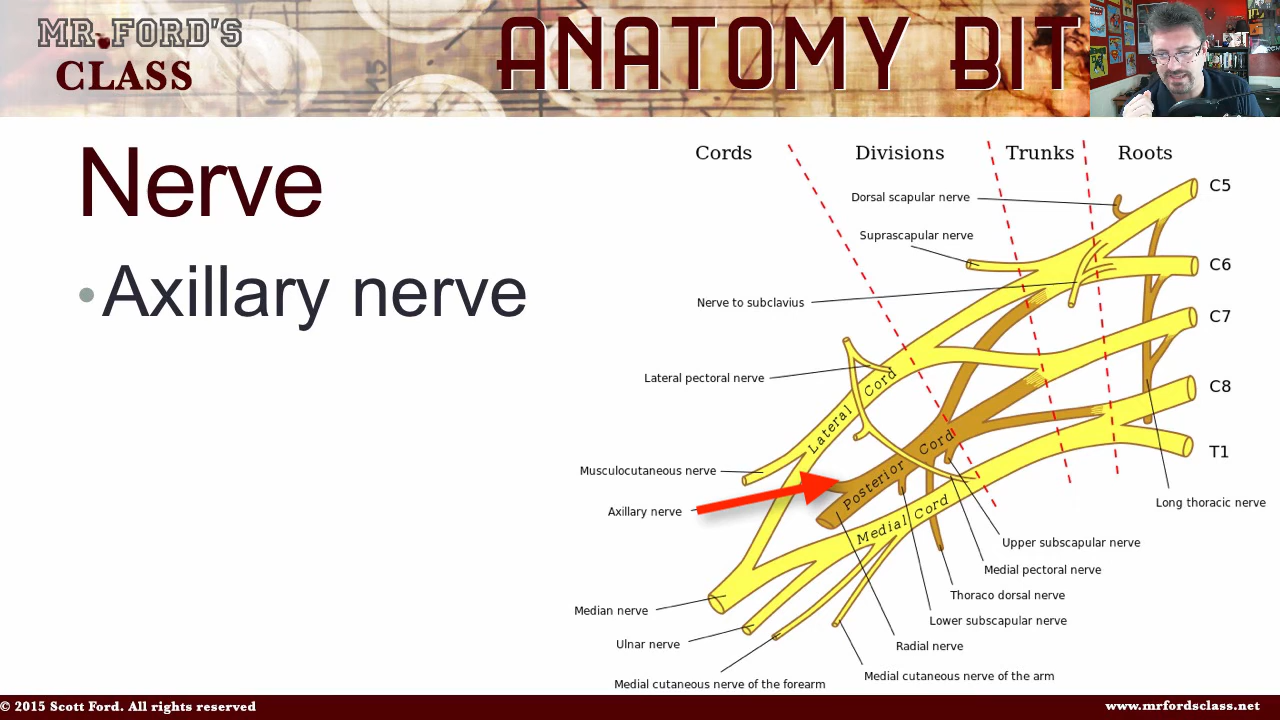 MR. FORD'S
CLASS
ANATOMY BIT
Nerve
• Axillary nerve
Cords
Divisions
Trunks
Roots
Dorsal scapular nerve
C5
Suprascapular nerve
C6
Nerve to subclavius
C7
Lateral pectoral nerve
C8
Lateral Cord
Posterior Cord
Medial Cord
T1
Musculocutaneous nerve
Axillary nerve
Long thoracic nerve
Upper subscapular nerve
Medial pectoral nerve
Thoraco dorsal nerve
Median nerve
Lower subscapular nerve
Ulnar nerve
Radial nerve
Medial cutaneous nerve of the forearm
Medial cutaneous nerve of the arm
© 2015 Scott Ford. All rights reserved
www.mrfordsclass.net